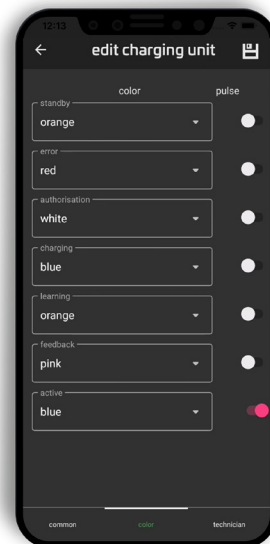 12:13
edit charging unit
color pulse
standby
orange
error
red
authorisation
white
charging
blue
learning
orange
feedback
pink
active
blue
common color technician